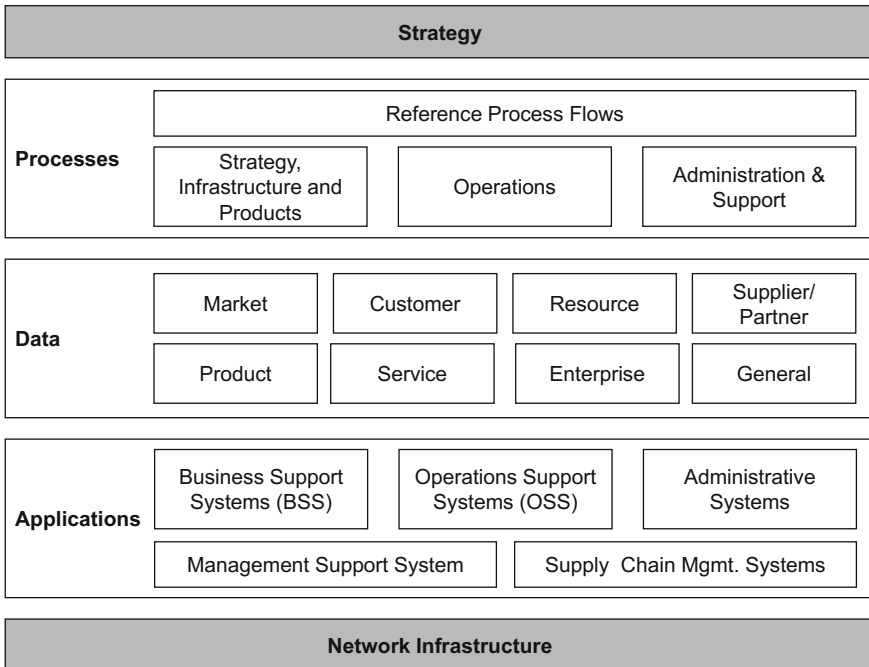 Strategy
Reference Process Flows
Processes
Strategy,
Infrastructure and
Products
Operations
Administration &
Support
Data
Market
Customer
Resource
Supplier/
Partner
Product
Service
Enterprise
General
Applications
Business Support
Systems (BSS)
Operations Support
Systems (OSS)
Administrative
Systems
Management Support System
Supply Chain Mgmt. Systems
Network Infrastructure